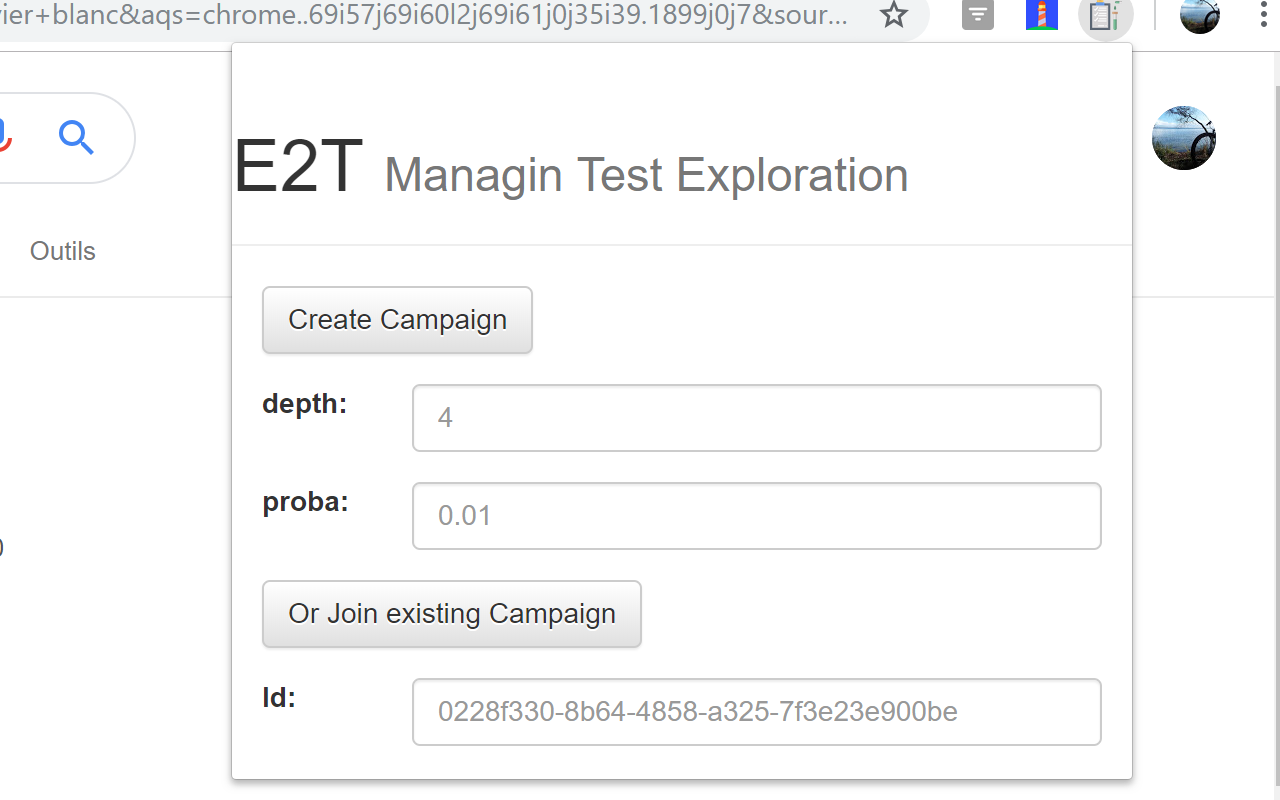 vier+blanc&aqs=chrome..69i57j69i60l2j69i61j0j35i39.1899j0j7&sour...
E2T Managin Test Exploration
Outils
Create Campaign
depth: 4
proba: 0.01
Or Join existing Campaign
Id: 0228f330-8b64-4858-a325-7f3e23e900be